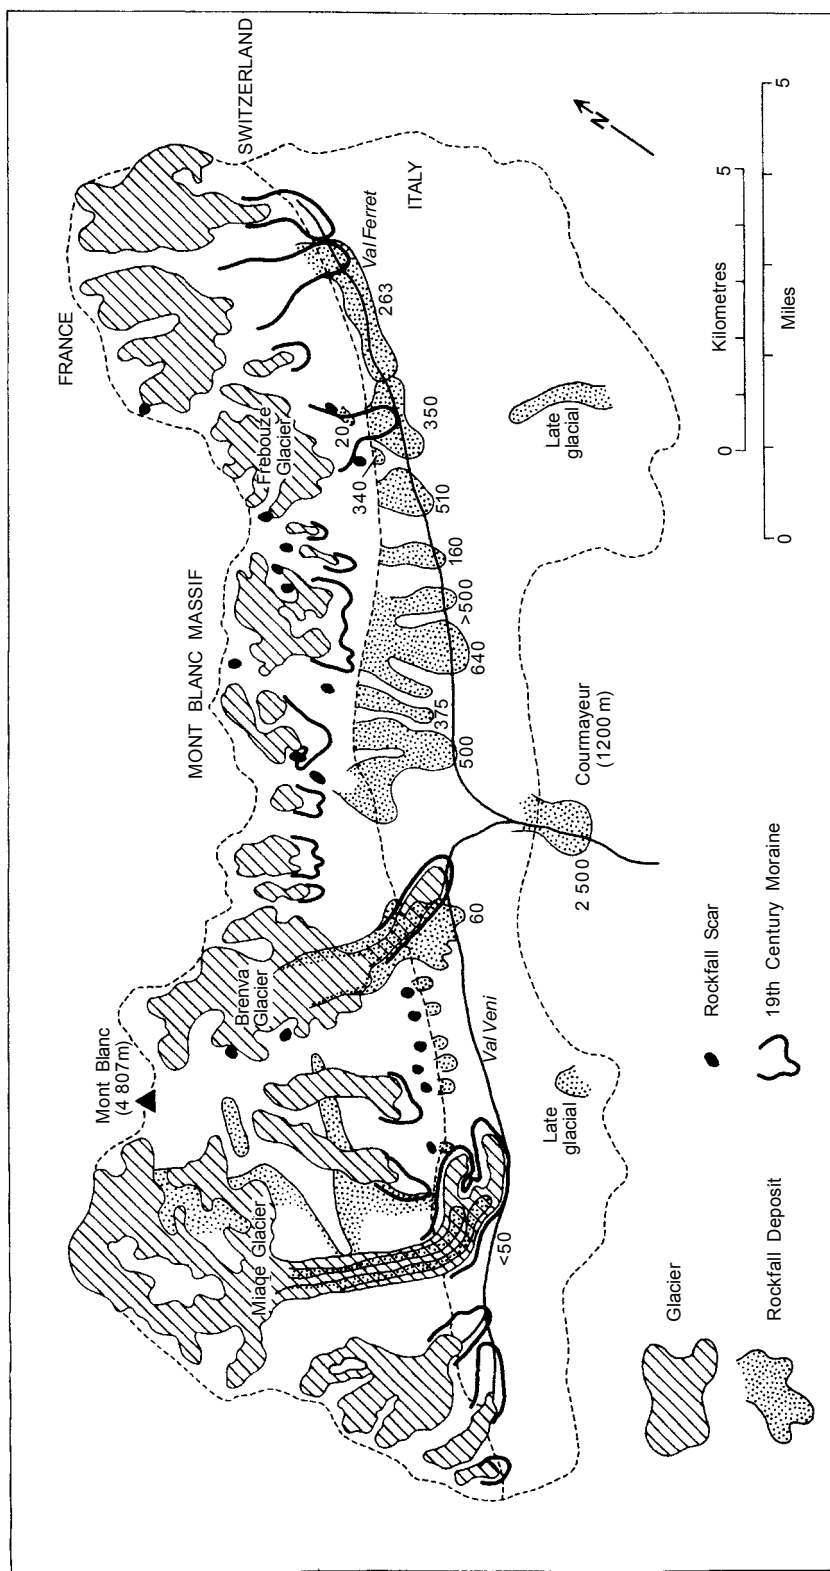 FRANCE
SWITZERLAND
ITALY
MONT BLANC MASSIF
Mont Blanc
(4 807m)
Miage Glacier
Brenva
Glacier
Frebouze
Glacier
Val Ferret
Val Veni
263
350
20
340
510
160
>500
640
375
500
60
<50
2 500
Courmayeur
(1200 m)
Late
glacial
Late
glacial
N
0 5
Kilometres
0 5
Miles
Glacier
Rockfall Deposit
Rockfall Scar
19th Century Moraine